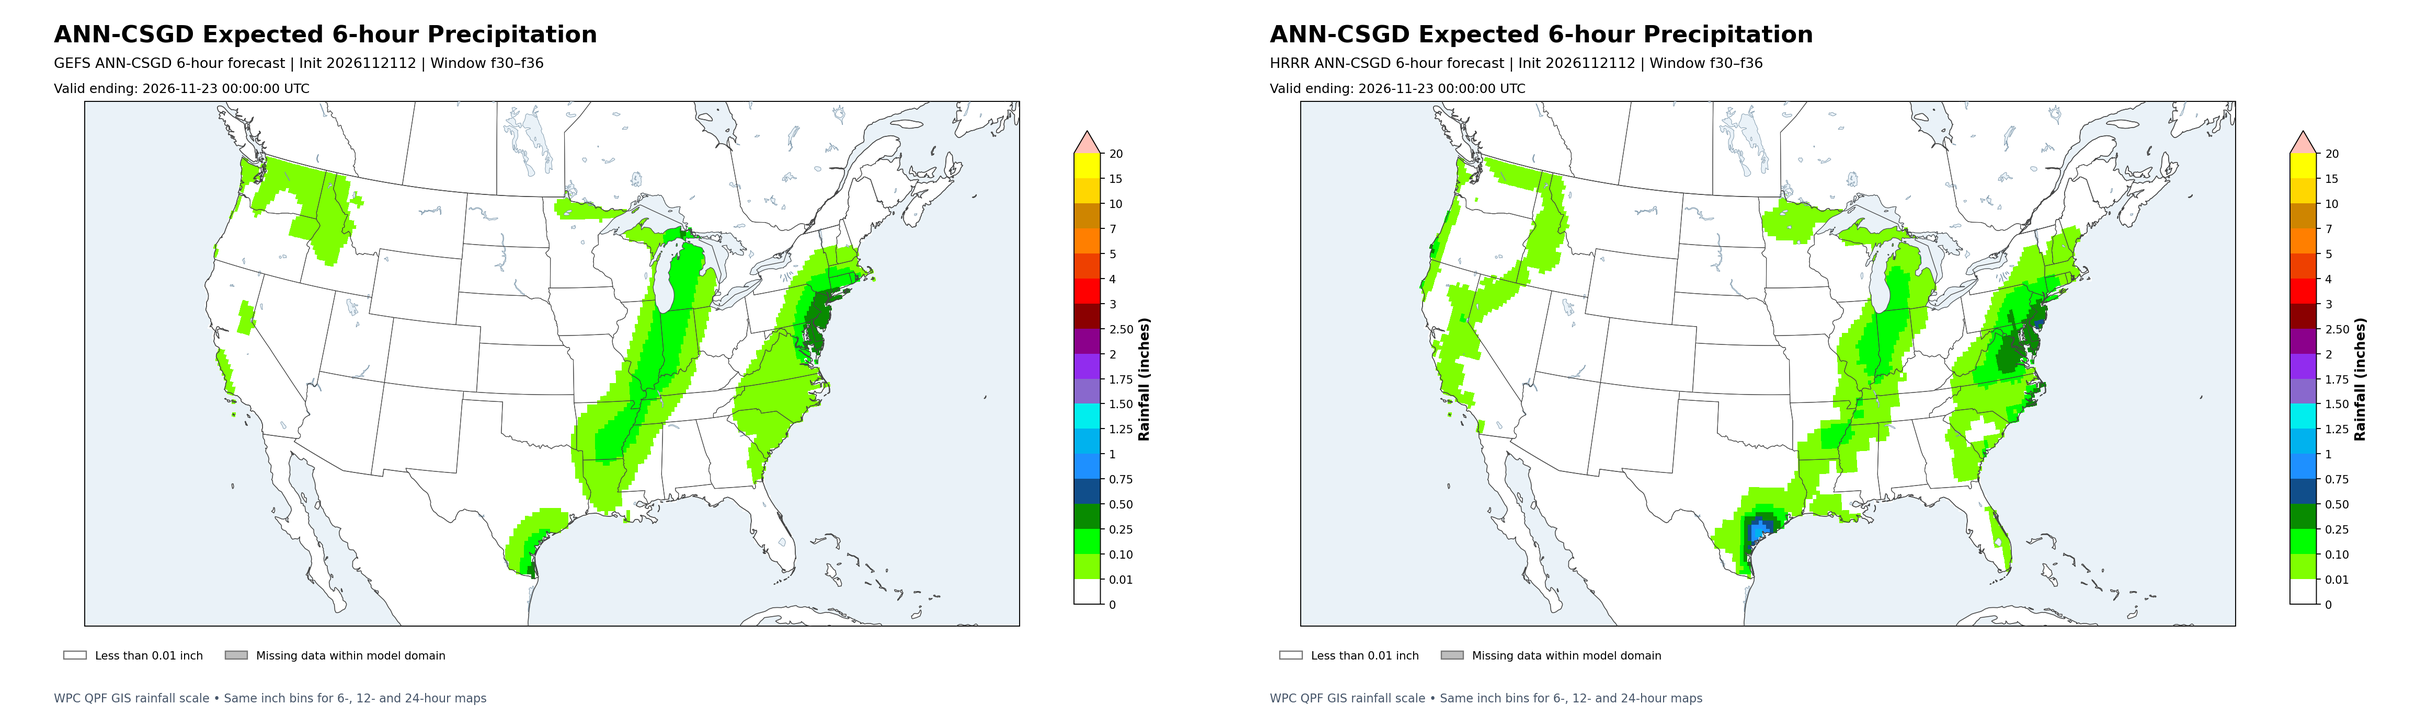 ANN-CSGD Expected 6-hour Precipitation
GEFS ANN-CSGD 6-hour forecast | Init 2026112112 | Window f30–f36
Valid ending: 2026-11-23 00:00:00 UTC
20
15
10
7
5
4
3
2.50
2
1.75
1.50
1.25
1
0.75
0.50
0.25
0.10
0.01
0
Rainfall (inches)
Less than 0.01 inch
Missing data within model domain
WPC QPF GIS rainfall scale • Same inch bins for 6-, 12- and 24-hour maps
ANN-CSGD Expected 6-hour Precipitation
HRRR ANN-CSGD 6-hour forecast | Init 2026112112 | Window f30–f36
Valid ending: 2026-11-23 00:00:00 UTC
20
15
10
7
5
4
3
2.50
2
1.75
1.50
1.25
1
0.75
0.50
0.25
0.10
0.01
0
Rainfall (inches)
Less than 0.01 inch
Missing data within model domain
WPC QPF GIS rainfall scale • Same inch bins for 6-, 12- and 24-hour maps